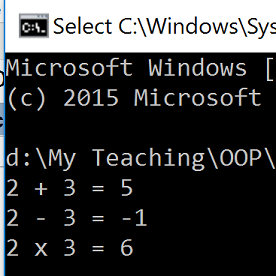 Select C:\Windows\Sys
Microsoft Windows [
(c) 2015 Microsoft
d:\My Teaching\OOP\
2 + 3 = 5
2 - 3 = -1
2 x 3 = 6